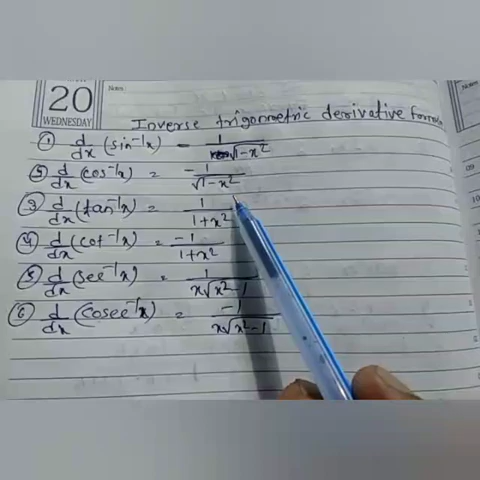 Notes
20
WEDNESDAY
Inverse trigonometric derivative formula
① d/dx (sin⁻¹x) = 1/√1-x²
② d/dx (cos⁻¹x) = -1/√1-x²
③ d/dx (tan⁻¹x) = 1/1+x²
④ d/dx (cot⁻¹x) = -1/1+x²
⑤ d/dx (sec⁻¹x) = 1/x√x²-1
⑥ d/dx (cosec⁻¹x) = -1/x√x²-1